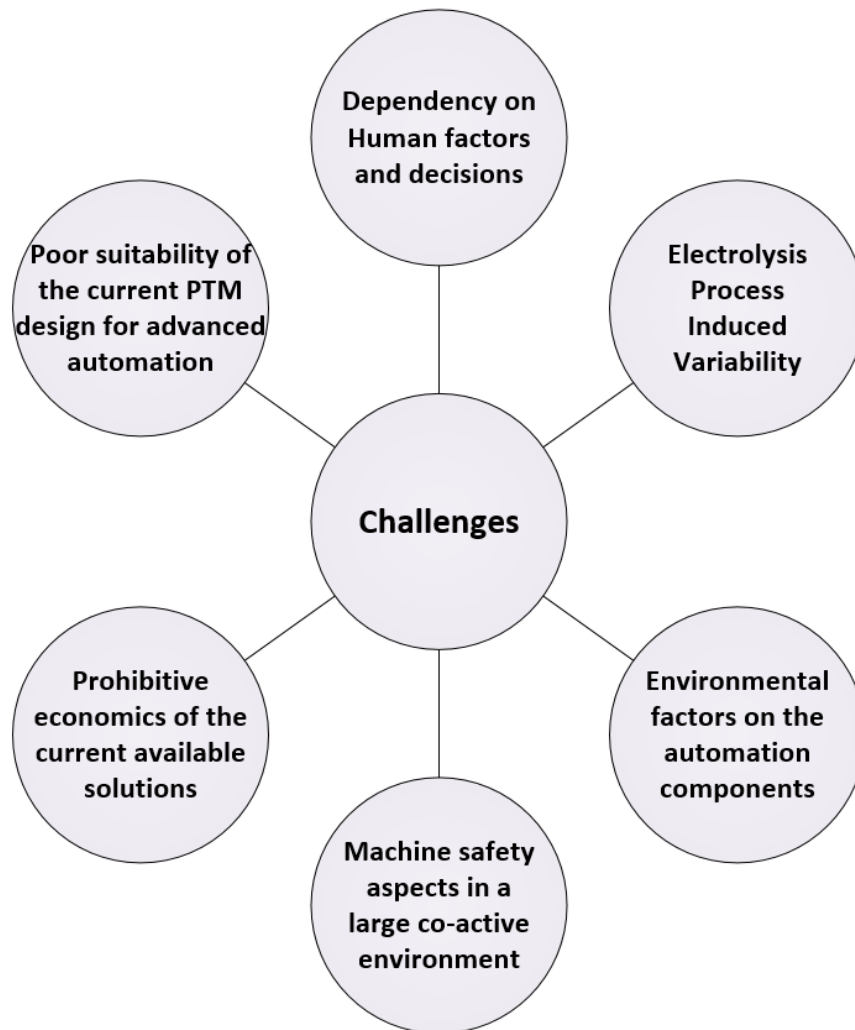 Dependency on
Human factors
and decisions
Electrolysis
Process
Induced
Variability
Environmental
factors on the
automation
components
Machine safety
aspects in a
large co-active
environment
Prohibitive
economics of the
current available
solutions
Poor suitability of
the current PTM
design for advanced
automation
Challenges